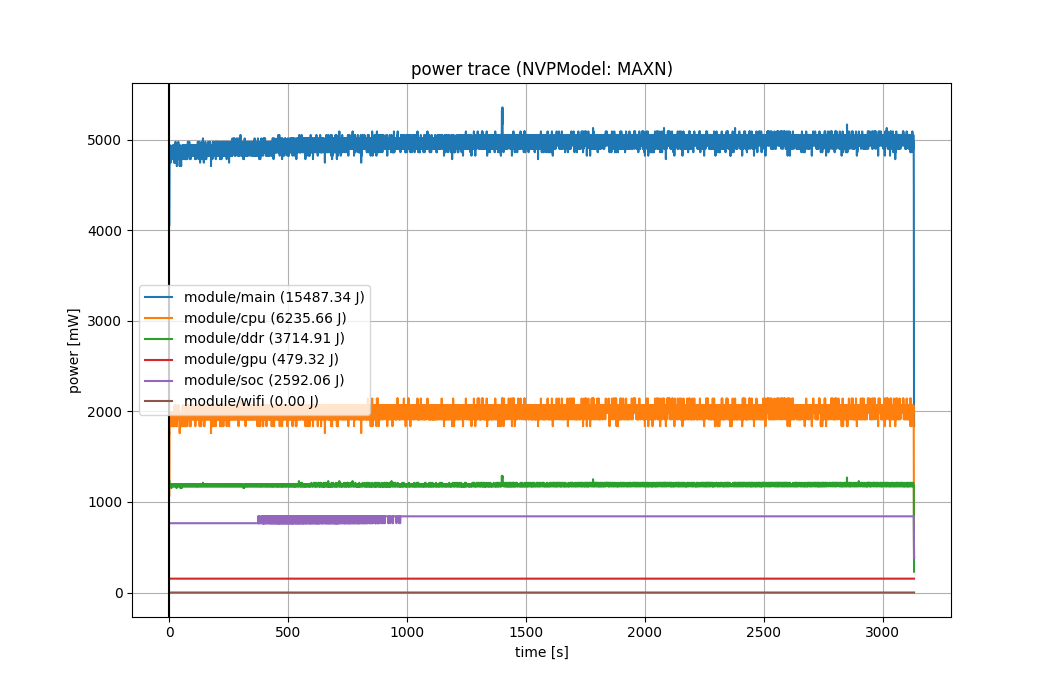 power trace (NVPModel: MAXN)
power [mW]
5000
4000
3000
2000
1000
0
module/main (15487.34 J)
module/cpu (6235.66 J)
module/ddr (3714.91 J)
module/gpu (479.32 J)
module/soc (2592.06 J)
module/wifi (0.00 J)
0 500 1000 1500 2000 2500 3000
time [s]